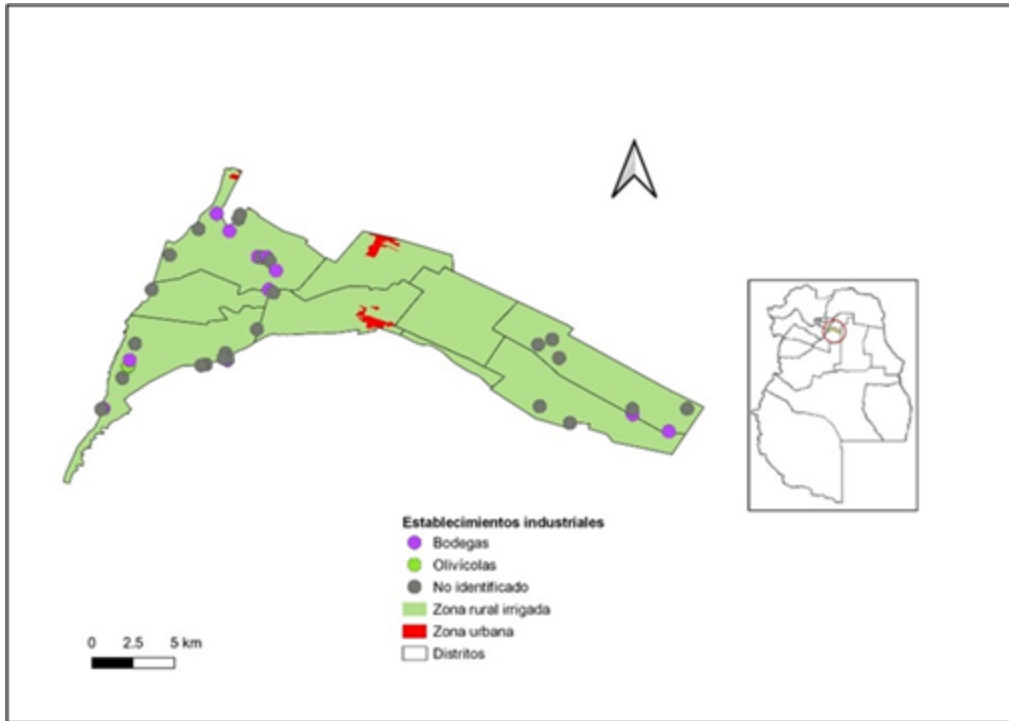 Establecimientos industriales
Bodegas
Olivícolas
No identificado
Zona rural irrigada
Zona urbana
Distritos
0 2.5 5 km